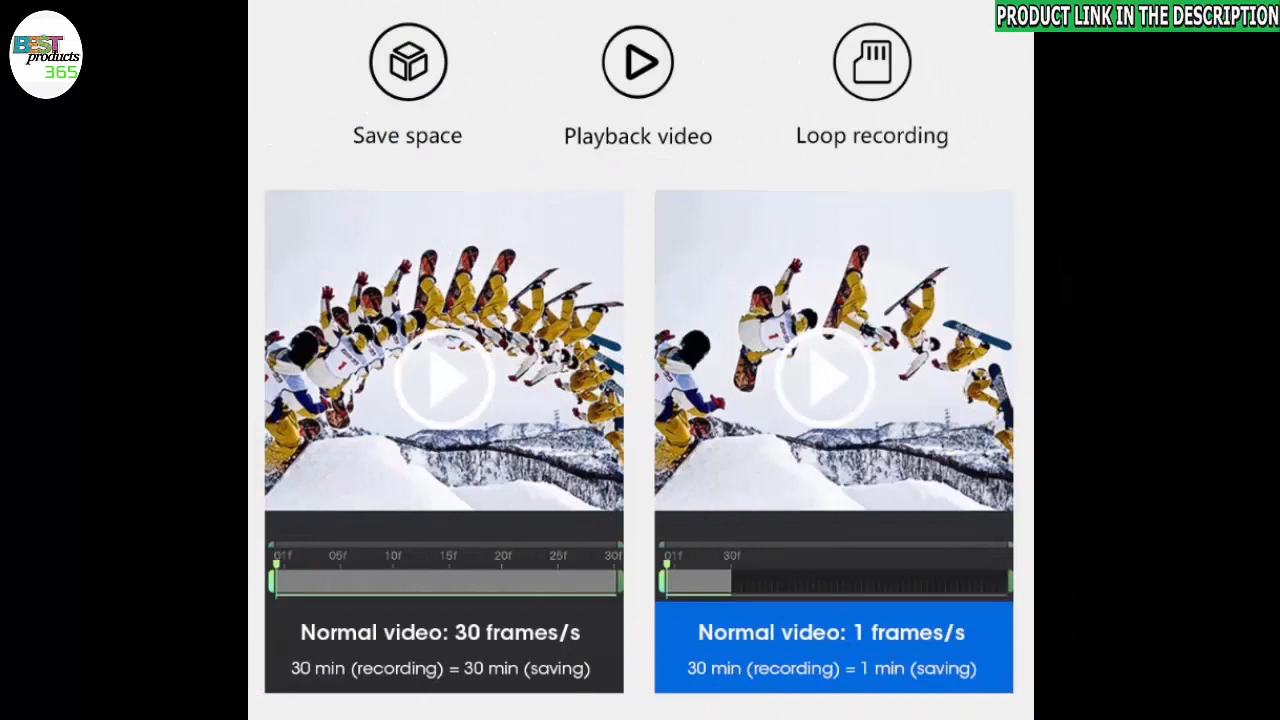 BEST
products
365
PRODUCT LINK IN THE DESCRIPTION
Save space
Playback video
Loop recording
01f 05f 10f 15f 20f 25f 30f
01f 30f
Normal video: 30 frames/s
30 min (recording) = 30 min (saving)
Normal video: 1 frames/s
30 min (recording) = 1 min (saving)